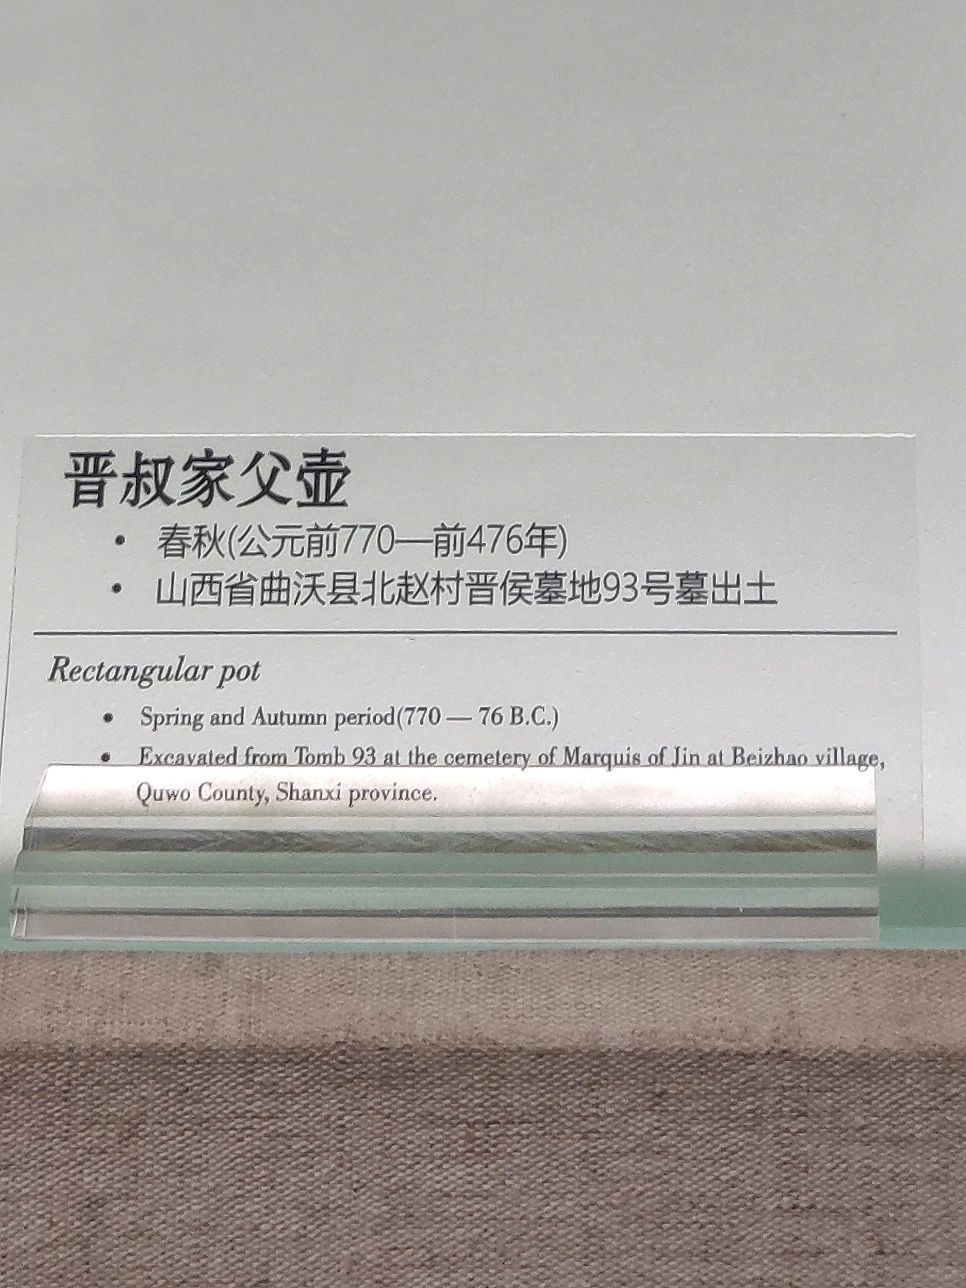 晋叔家父壶
• 春秋(公元前770—前476年)
• 山西省曲沃县北赵村晋侯墓地93号墓出土
Rectangular pot
• Spring and Autumn period(770 — 76 B.C.)
• Excavated from Tomb 93 at the cemetery of Marquis of Jin at Beizhao village,
Quwo County, Shanxi province.